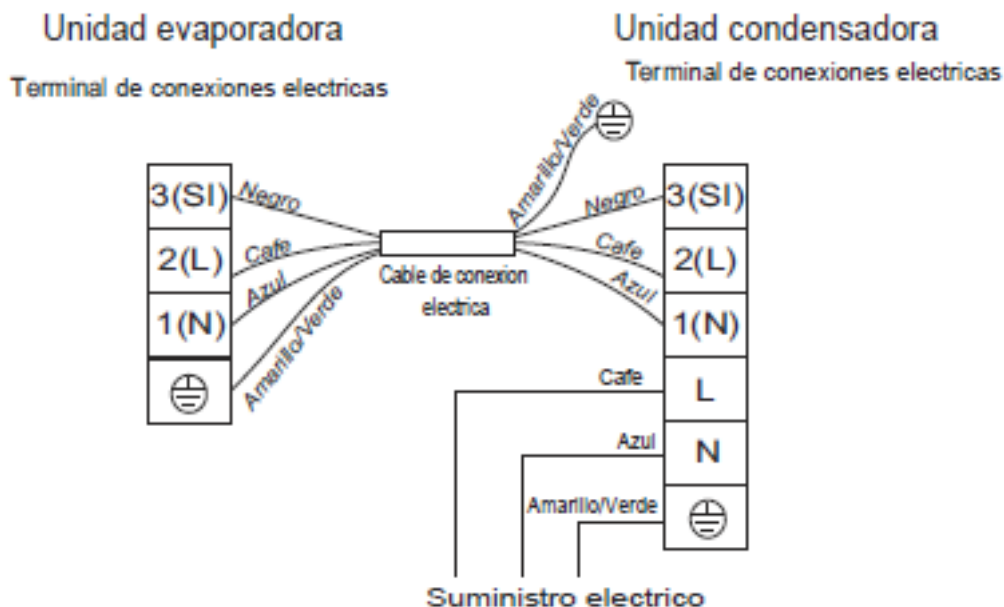 Unidad evaporadora
Terminal de conexiones electricas
Unidad condensadora
Terminal de conexiones electricas
3(SI)
2(L)
1(N)
Negro
Cafe
Azul
Amarillo/Verde
Cable de conexion
electrica
Amarillo/Verde
Negro
Cafe
Azul
3(SI)
2(L)
1(N)
L
N
Cafe
Azul
Amarillo/Verde
Suministro electrico